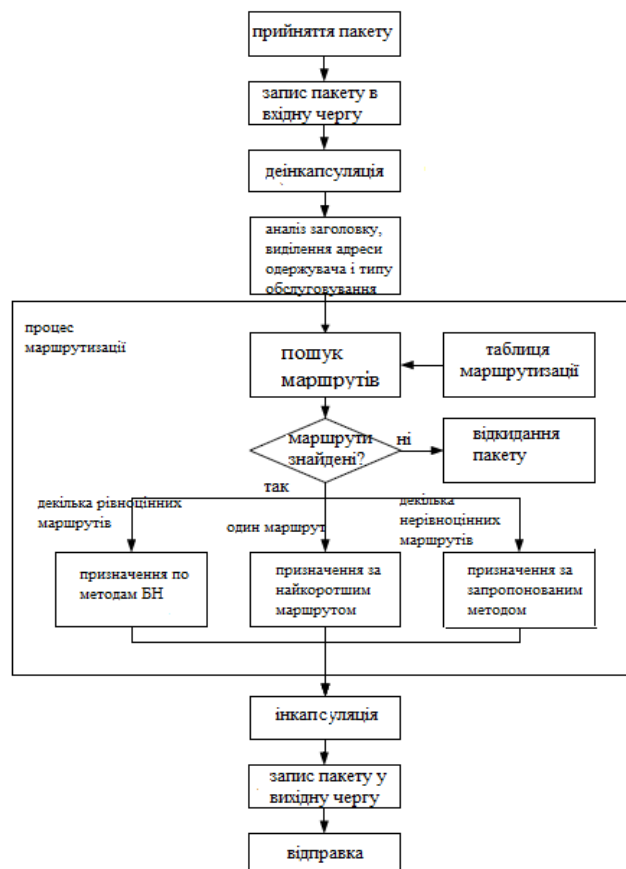 прийняття пакету
запис пакету в
вхідну чергу
деінкапсуляція
аналіз заголовку,
виділення адреси
одержувача і типу
обслуговування
процес
маршрутизації
пошук
маршрутів
таблиця
маршрутизації
маршрути
знайдені?
ні
відкидання
пакету
так
декілька рівноцінних
маршрутів
один маршрут
декілька
нерівноцінних
маршрутів
призначення по
методам БН
призначення за
найкоротшим
маршрутом
призначення за
запропонованим
методом
інкапсуляція
запис пакету у
вихідну чергу
відправка